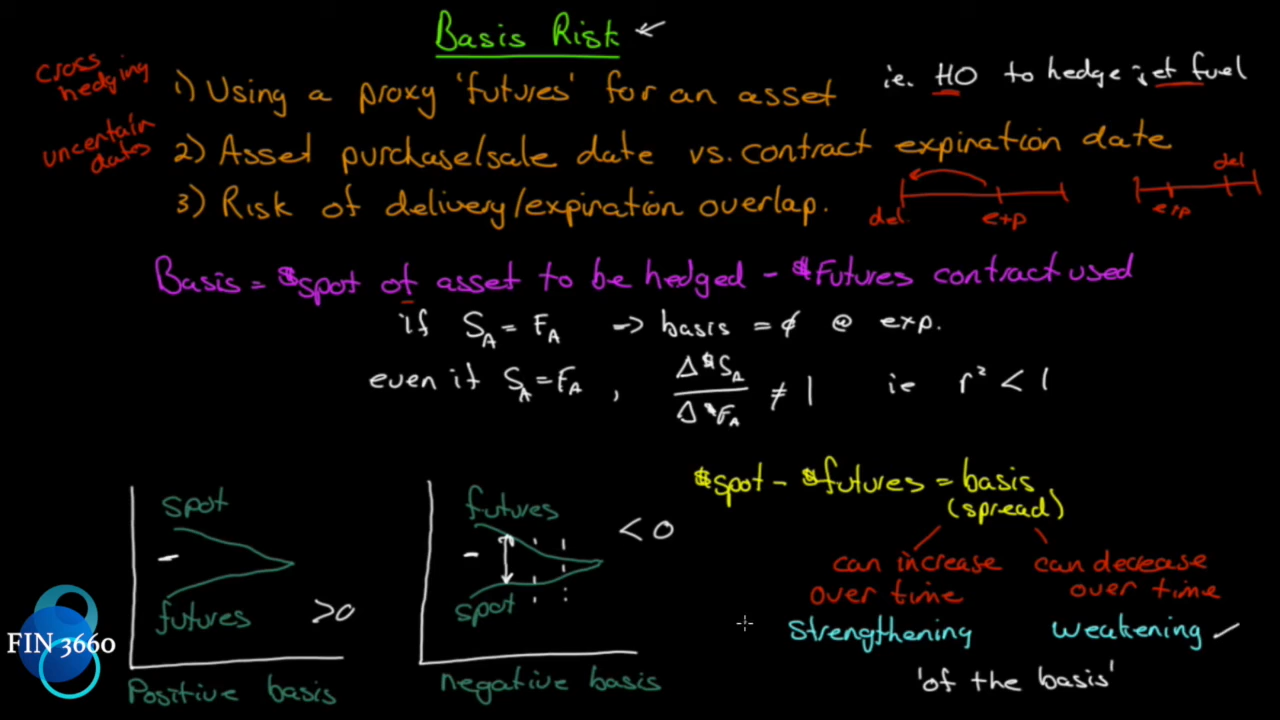 Basis Risk
cross hedging
1) Using a proxy 'futures' for an asset
ie. HO to hedge jet fuel
uncertain dates
2) Asset purchase/sale date vs. contract expiration date
3) Risk of delivery/expiration overlap.
del. exp
exp del
Basis = $spot of asset to be hedged - $Futures contract used
if S_A = F_A → basis = ∅ @ exp.
even if S_A = F_A , Δ$S_A / Δ$F_A ≠ 1 ie r² < 1
$spot - $futures = basis
(spread)
can increase over time
can decrease over time
strengthening
weakening ✓
'of the basis'
spot
futures
>0
Positive basis
futures
spot
<0
negative basis
FIN 3660